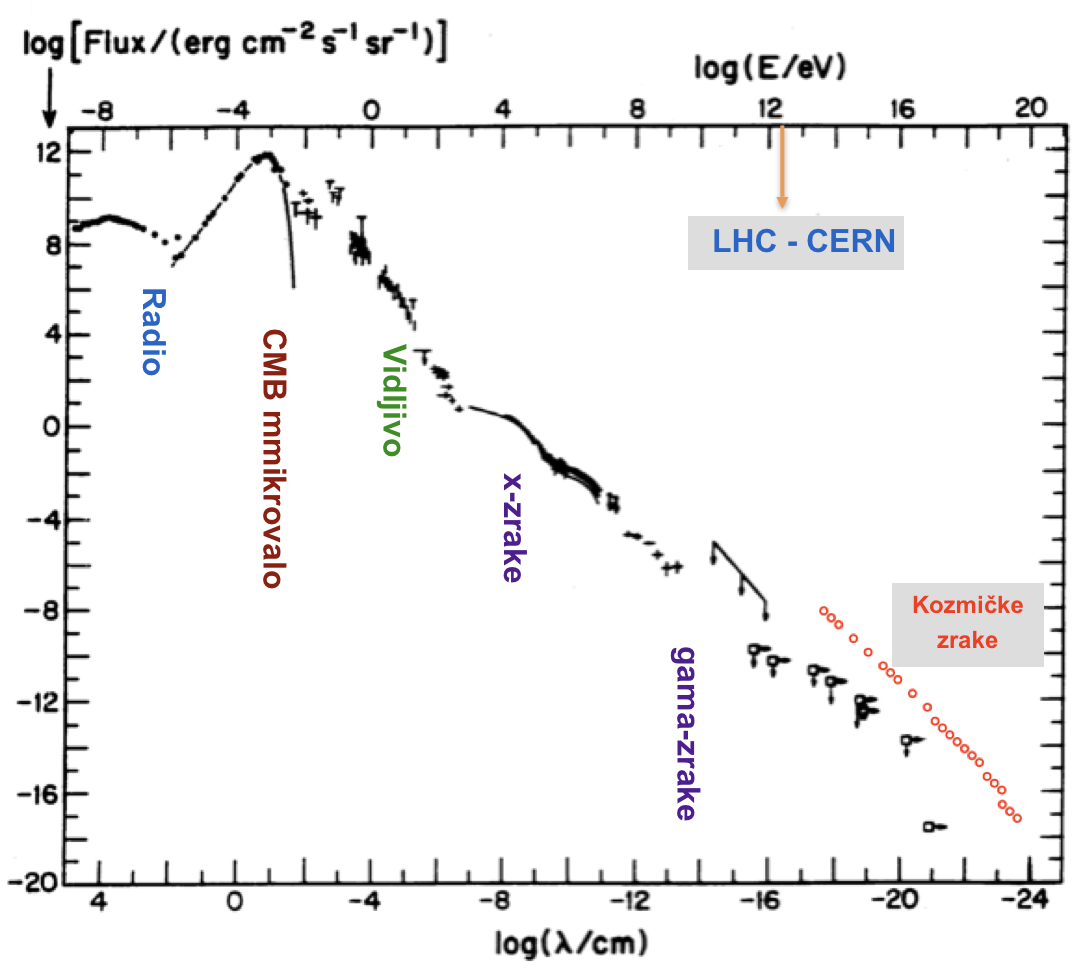 log[Flux/(erg cm⁻² s⁻¹ sr⁻¹)]
log(E/eV)
-8 -4 0 4 8 12 16 20
12
8
4
0
-4
-8
-12
-16
-20
LHC - CERN
Radio
CMB mmikrovalo
Vidljivo
x-zrake
gama-zrake
Kozmičke
zrake
4 0 -4 -8 -12 -16 -20 -24
log(λ/cm)